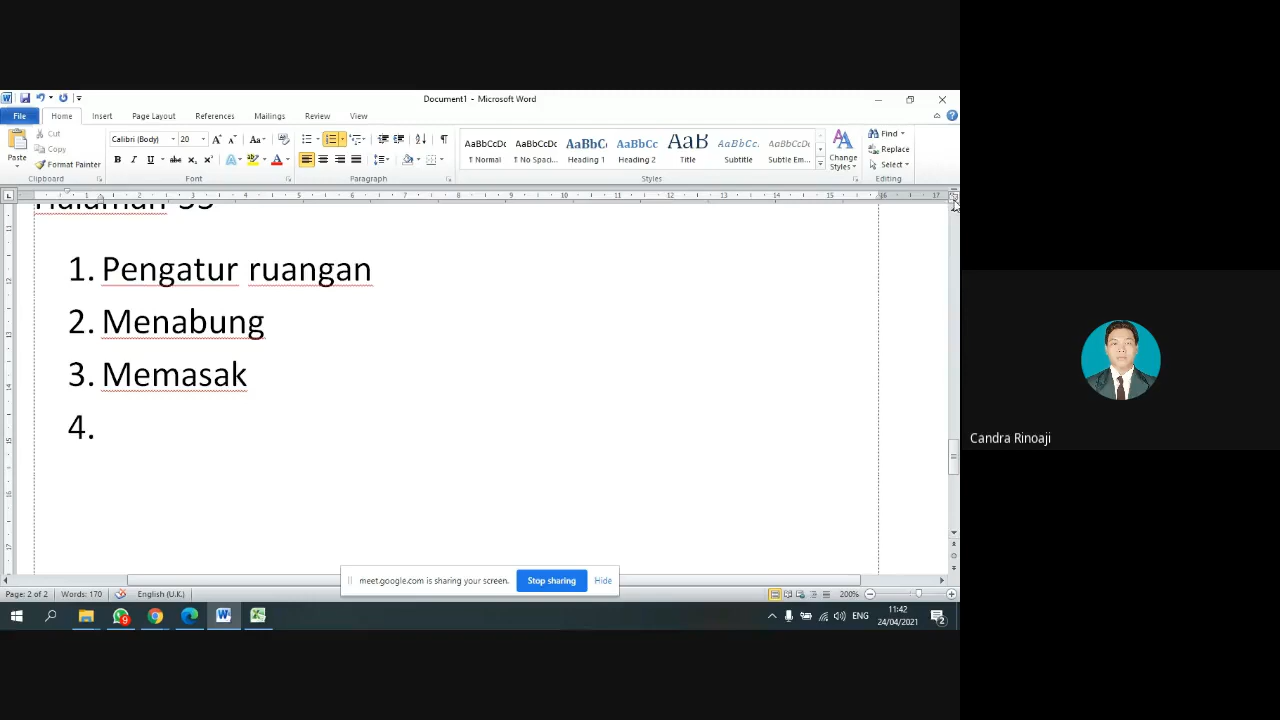 Document1 - Microsoft Word
File Home Insert Page Layout References Mailings Review View
Cut
Copy
Format Painter
Paste
Clipboard
Calibri (Body) 20
Font
Paragraph
AaBbCcDc AaBbCcDc AaBbC AaBbCc AaB AaBbCc. AaBbCcDc
¶ Normal ¶ No Spac... Heading 1 Heading 2 Title Subtitle Subtle Em...
Change Styles
Styles
Find
Replace
Select
Editing
1. Pengatur ruangan
2. Menabung
3. Memasak
4.
meet.google.com is sharing your screen. Stop sharing Hide
Page: 2 of 2 Words: 170 English (U.K.) 200%
ENG 11:42
24/04/2021
Candra Rinoaji